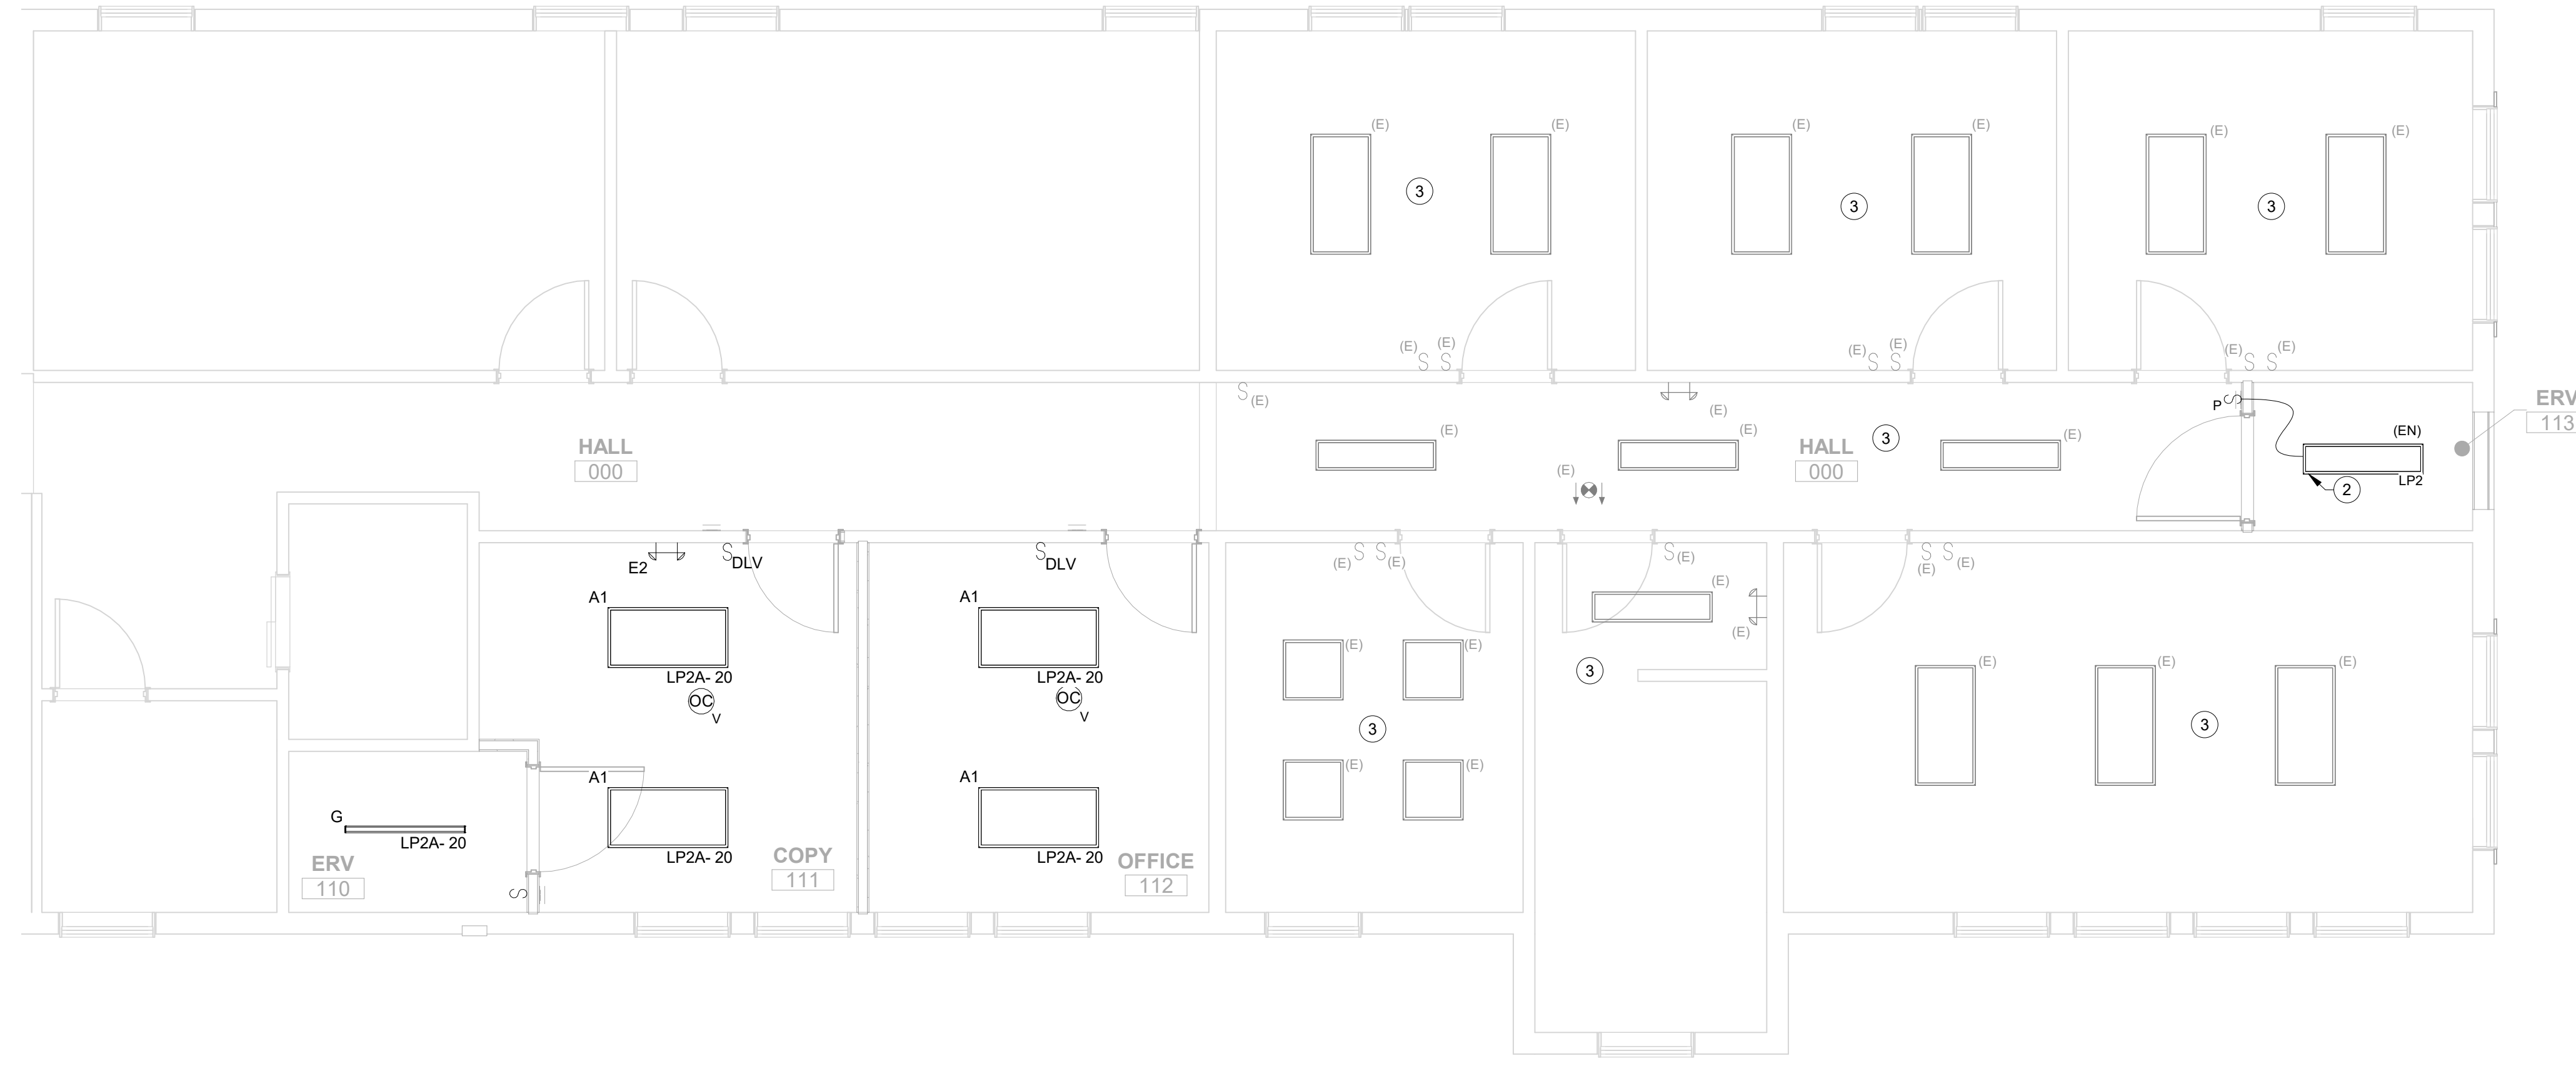 (E) (E) (E) (E) (E) (E)
3
3 3
(E) (E) (E) (E) (E) (E)
S S S S S S
S (E) (E)
P S
ERV
113
HALL
000
(E) (E) 3 HALL
000
(E) (EN)
LP2
2
(E)
E2 S DLV
S DLV
(E) S S (E)
S (E)
S S
(E) (E)
A1 A1
(E)
(E)
LP2A- 20 LP2A- 20
OC
V
OC
V
(E) (E)
3
(E) (E) (E)
3 3
A1 A1
(E) (E)
G
LP2A- 20
LP2A- 20 LP2A- 20
ERV
110
COPY
111
OFFICE
112
S